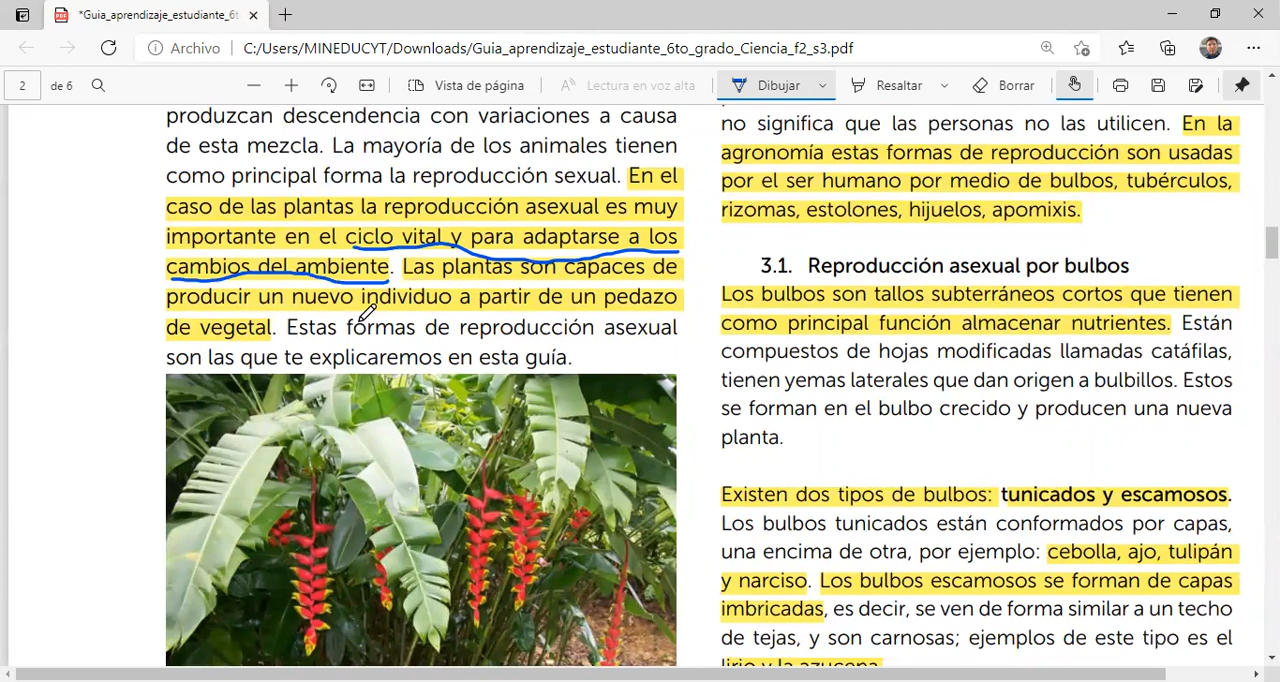 *Guia_aprendizaje_estudiante_6t
Archivo
C:/Users/MINEDUCYT/Downloads/Guia_aprendizaje_estudiante_6to_grado_Ciencia_f2_s3.pdf
2 de 6
Vista de página
Lectura en voz alta
Dibujar
Resaltar
Borrar
produzcan descendencia con variaciones a causa
de esta mezcla. La mayoría de los animales tienen
como principal forma la reproducción sexual. En el
caso de las plantas la reproducción asexual es muy
importante en el ciclo vital y para adaptarse a los
cambios del ambiente. Las plantas son capaces de
producir un nuevo individuo a partir de un pedazo
de vegetal. Estas formas de reproducción asexual
son las que te explicaremos en esta guía.
no significa que las personas no las utilicen. En la
agronomía estas formas de reproducción son usadas
por el ser humano por medio de bulbos, tubérculos,
rizomas, estolones, hijuelos, apomixis.
3.1. Reproducción asexual por bulbos
Los bulbos son tallos subterráneos cortos que tienen
como principal función almacenar nutrientes. Están
compuestos de hojas modificadas llamadas catáfilas,
tienen yemas laterales que dan origen a bulbillos. Estos
se forman en el bulbo crecido y producen una nueva
planta.
Existen dos tipos de bulbos: tunicados y escamosos.
Los bulbos tunicados están conformados por capas,
una encima de otra, por ejemplo: cebolla, ajo, tulipán
y narciso. Los bulbos escamosos se forman de capas
imbricadas, es decir, se ven de forma similar a un techo
de tejas, y son carnosas; ejemplos de este tipo es el
lirio y la azucena.